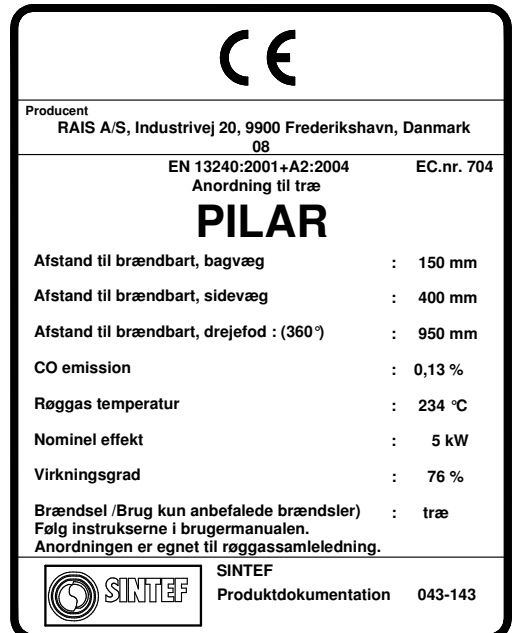 CE
Producent
RAIS A/S, Industrivej 20, 9900 Frederikshavn, Danmark
08
EN 13240:2001+A2:2004 EC.nr. 704
Anordning til træ
PILAR
Afstand til brændbart, bagvæg : 150 mm
Afstand til brændbart, sidevæg : 400 mm
Afstand til brændbart, drejefod : (360°) : 950 mm
CO emission : 0,13 %
Røggas temperatur : 234 °C
Nominel effekt : 5 kW
Virkningsgrad : 76 %
Brændsel /Brug kun anbefalede brændsler) : træ
Følg instrukserne i brugermanualen.
Anordningen er egnet til røggassamleledning.
SINTEF
SINTEF
Produktdokumentation 043-143